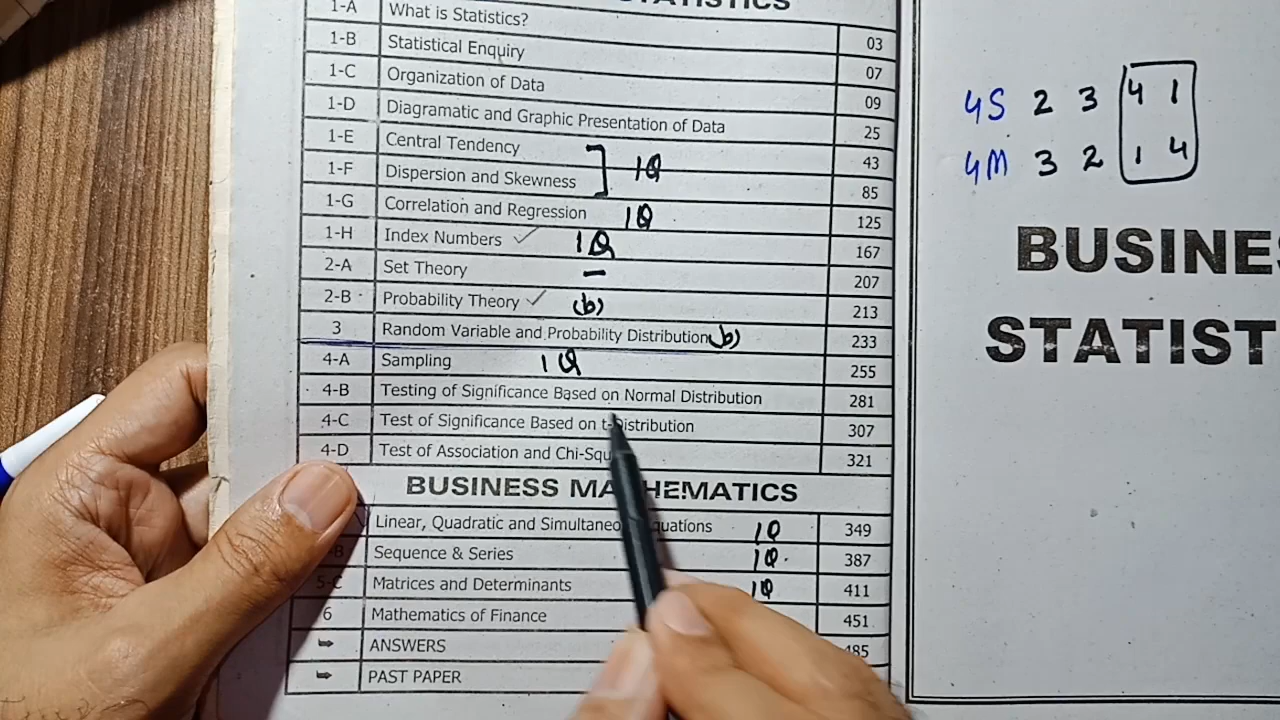 STATISTICS
1-A What is Statistics? 03
1-B Statistical Enquiry 07
1-C Organization of Data 09
1-D Diagramatic and Graphic Presentation of Data 25
1-E Central Tendency 43
1-F Dispersion and Skewness 1Q 85
1-G Correlation and Regression 1Q 125
1-H Index Numbers ✓ 1Q 167
2-A Set Theory – 207
2-B Probability Theory ✓ (b) 213
3 Random Variable and Probability Distribution (b) 233
4-A Sampling 1Q 255
4-B Testing of Significance Based on Normal Distribution 281
4-C Test of Significance Based on t-Distribution 307
4-D Test of Association and Chi-Squ 321
BUSINESS MATHEMATICS
Linear, Quadratic and Simultaneo quations 1Q 349
-B Sequence & Series 1Q. 387
5-C Matrices and Determinants 1Q 411
6 Mathematics of Finance 451
➥ ANSWERS 485
➥ PAST PAPER
4S 2 3 4 1
4M 3 2 1 4
BUSINE
STATIST